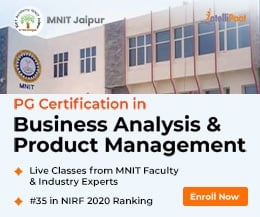 MNIT Jaipur
intelliPaat
MNIT
PG Certification in
Business Analysis &
Product Management
Live Classes from MNIT Faculty
& Industry Experts
#35 in NIRF 2020 Ranking
Enroll Now